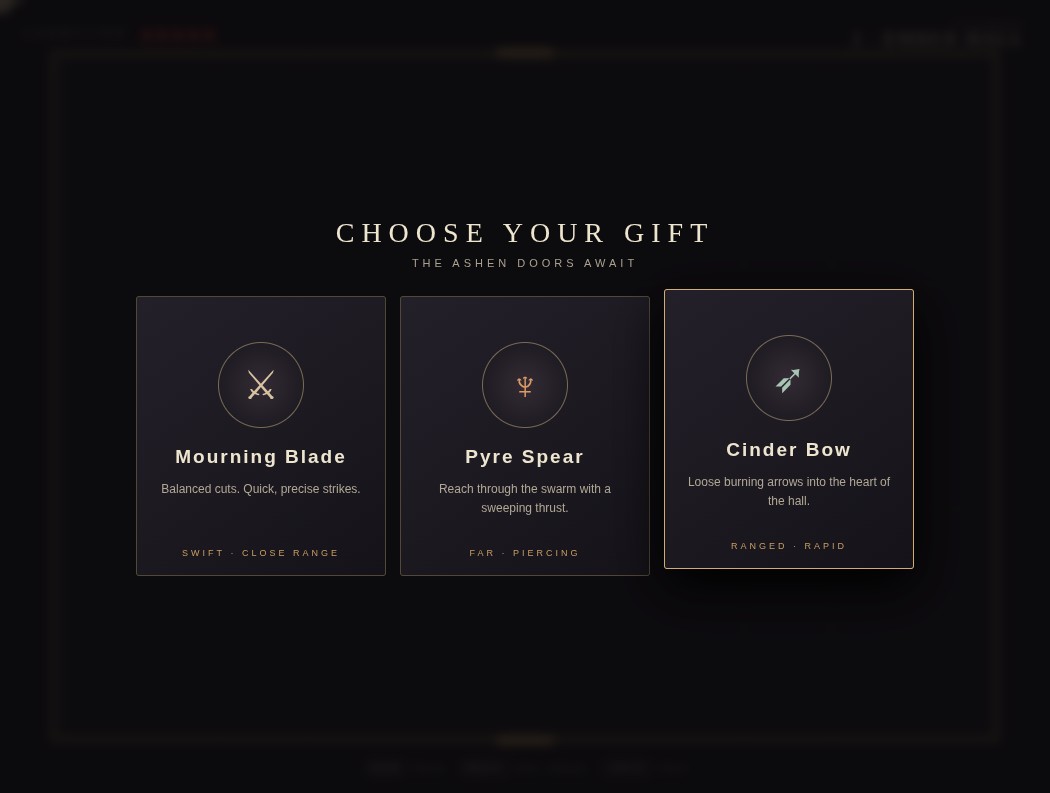 CHOOSE YOUR GIFT
THE ASHEN DOORS AWAIT
Mourning Blade
Balanced cuts. Quick, precise strikes.
SWIFT · CLOSE RANGE
Pyre Spear
Reach through the swarm with a
sweeping thrust.
FAR · PIERCING
Cinder Bow
Loose burning arrows into the heart of
the hall.
RANGED · RAPID